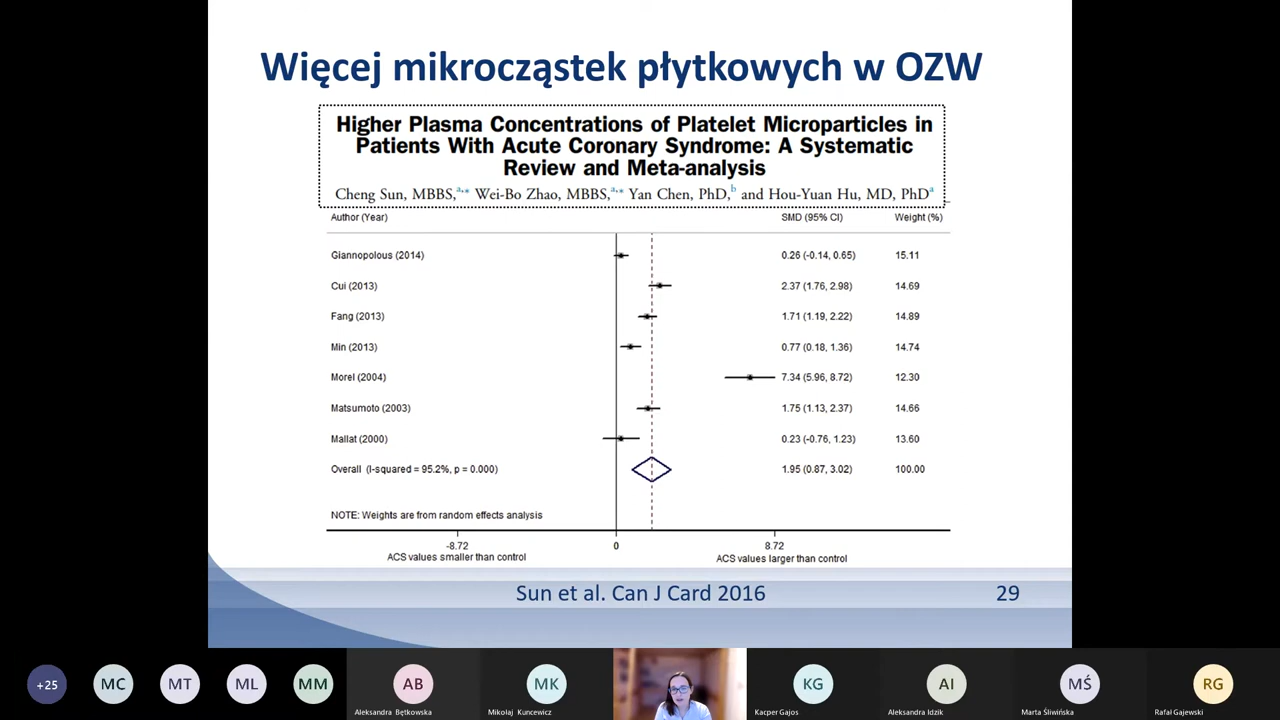 Więcej mikrocząstek płytkowych w OZW
Higher Plasma Concentrations of Platelet Microparticles in
Patients With Acute Coronary Syndrome: A Systematic
Review and Meta-analysis
Cheng Sun, MBBS,a,* Wei-Bo Zhao, MBBS,a,* Yan Chen, PhD,b and Hou-Yuan Hu, MD, PhDa
Author (Year) SMD (95% CI) Weight (%)
Giannopolous (2014) 0.26 (-0.14, 0.65) 15.11
Cui (2013) 2.37 (1.76, 2.98) 14.69
Fang (2013) 1.71 (1.19, 2.22) 14.89
Min (2013) 0.77 (0.18, 1.36) 14.74
Morel (2004) 7.34 (5.96, 8.72) 12.30
Matsumoto (2003) 1.75 (1.13, 2.37) 14.66
Mallat (2000) 0.23 (-0.76, 1.23) 13.60
Overall (I-squared = 95.2%, p = 0.000) 1.95 (0.87, 3.02) 100.00
NOTE: Weights are from random effects analysis
-8.72 0 8.72
ACS values smaller than control ACS values larger than control
Sun et al. Can J Card 2016 29
+25 MC MT ML MM AB MK KG AI MŚ RG
Aleksandra Bętkowska Mikołaj Kuncewicz Kacper Gajos Aleksandra Idzik Marta Śliwińska Rafał Gajewski